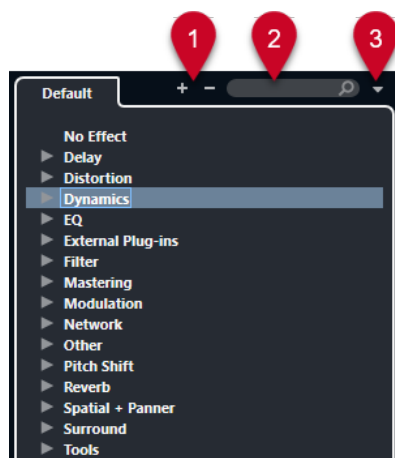 1 2 3
Default + −
No Effect
Delay
Distortion
Dynamics
EQ
External Plug-ins
Filter
Mastering
Modulation
Network
Other
Pitch Shift
Reverb
Spatial + Panner
Surround
Tools